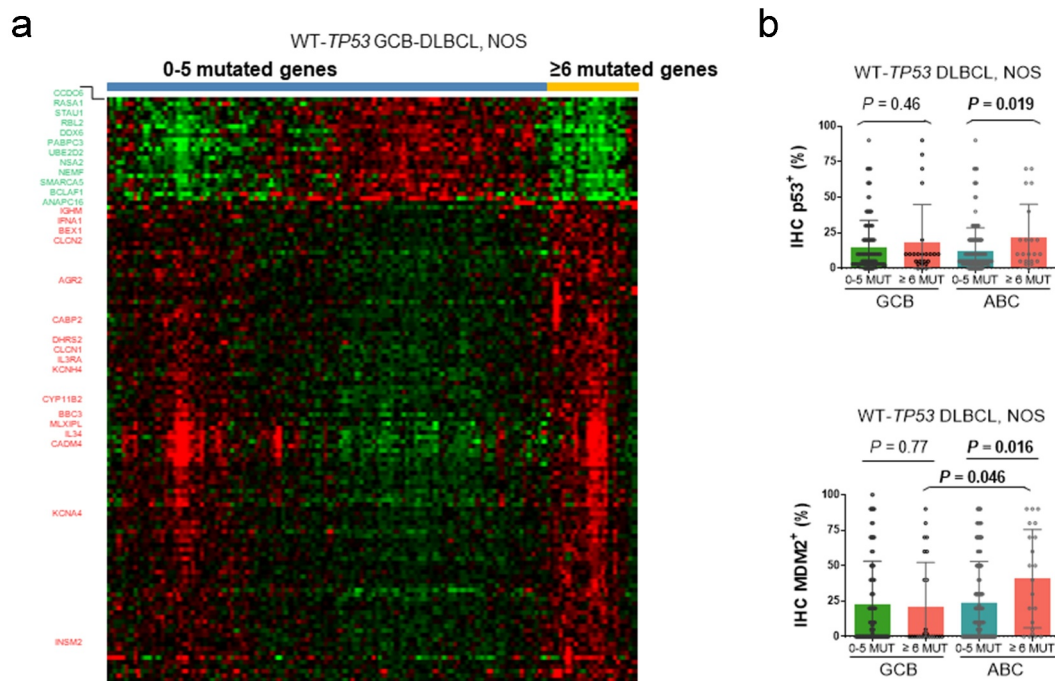 a
WT-TP53 GCB-DLBCL, NOS
0-5 mutated genes
≥6 mutated genes
CCDC6
RASA1
STAU1
RBL2
DDX6
PABPC3
UBE2D2
NSA2
NEMF
SMARCA5
BCLAF1
ANAPC16
IGHM
IFNA1
BEX1
CLCN2
AGR2
CABP2
DHRS2
CLCN1
IL3RA
KCNH4
CYP11B2
BBC3
MLXIPL
IL34
CADM4
KCNA4
INSM2
b
WT-TP53 DLBCL, NOS
P = 0.46
P = 0.019
IHC p53+ (%)
100
75
50
25
0
0-5 MUT
≥ 6 MUT
0-5 MUT
≥ 6 MUT
GCB
ABC
WT-TP53 DLBCL, NOS
P = 0.77
P = 0.016
P = 0.046
IHC MDM2+ (%)
100
75
50
25
0
0-5 MUT
≥ 6 MUT
0-5 MUT
≥ 6 MUT
GCB
ABC